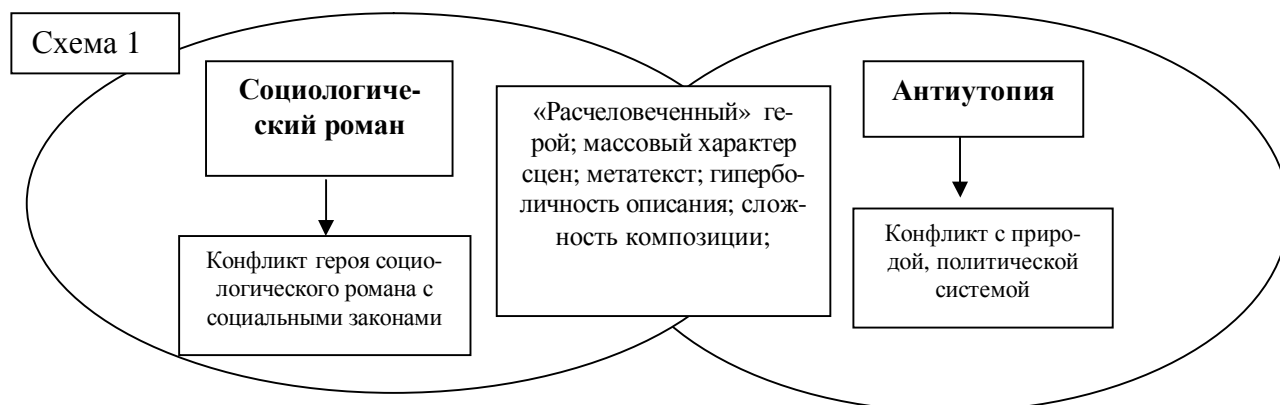 Схема 1
Социологиче-
ский роман
Конфликт героя социо-
логического романа с
социальными законами
«Расчеловеченный» ге-
рой; массовый характер
сцен; метатекст; гипербо-
личность описания; слож-
ность композиции;
Антиутопия
Конфликт с приро-
дой, политической
системой